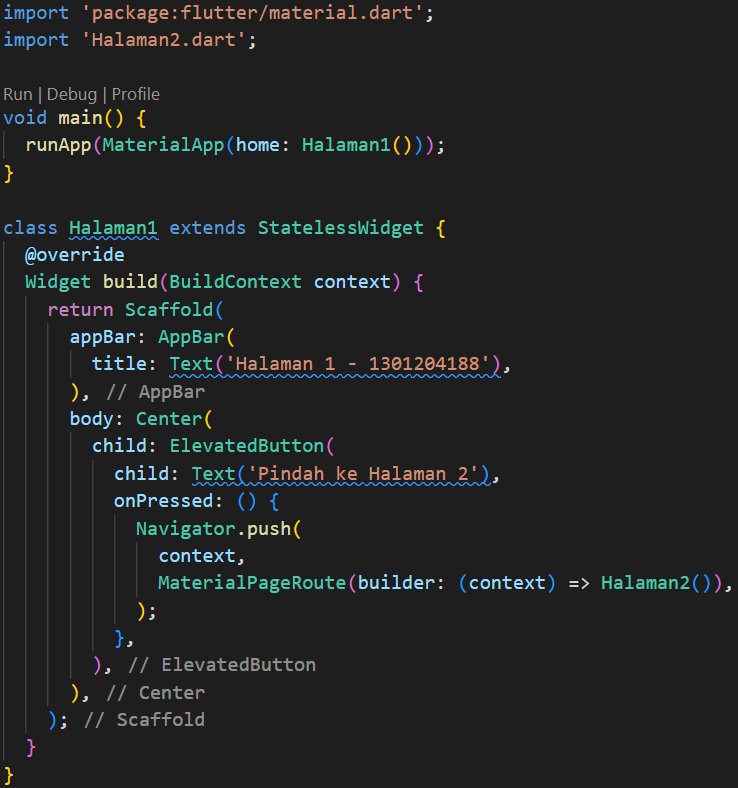 import 'package:flutter/material.dart';
import 'Halaman2.dart';

Run | Debug | Profile
void main() {
  runApp(MaterialApp(home: Halaman1()));
}

class Halaman1 extends StatelessWidget {
  @override
  Widget build(BuildContext context) {
    return Scaffold(
      appBar: AppBar(
        title: Text('Halaman 1 - 1301204188'),
      ), // AppBar
      body: Center(
        child: ElevatedButton(
          child: Text('Pindah ke Halaman 2'),
          onPressed: () {
            Navigator.push(
              context,
              MaterialPageRoute(builder: (context) => Halaman2()),
            );
          },
        ), // ElevatedButton
      ), // Center
    ); // Scaffold
  }
}